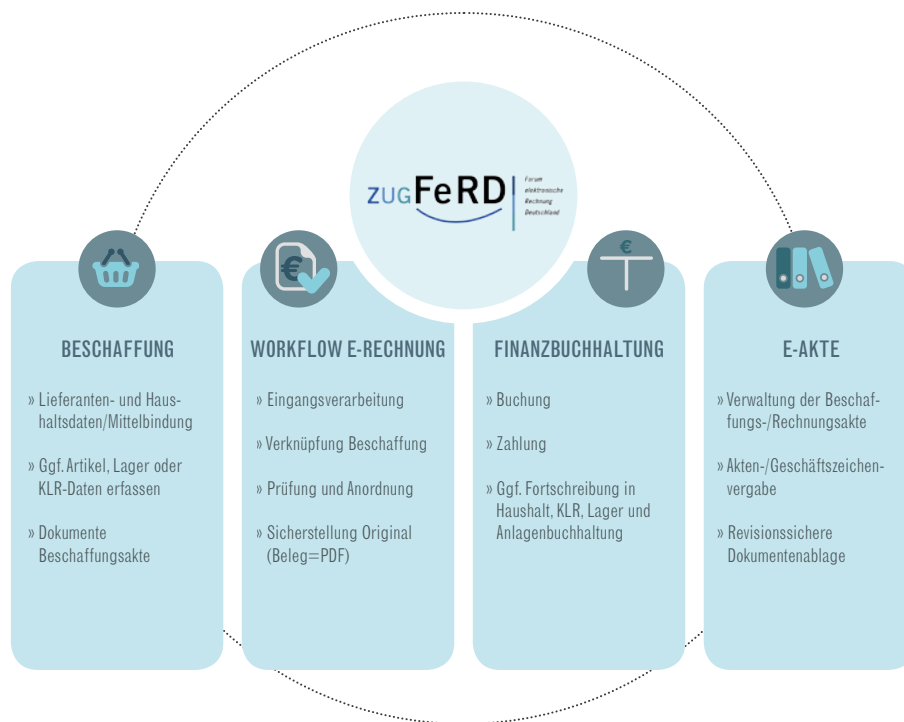 ZUGFeRD
Forum
elektronische
Rechnung
Deutschland
€
€
BESCHAFFUNG
» Lieferanten- und Haus-
haltsdaten/Mittelbindung
» Ggf. Artikel, Lager oder
KLR-Daten erfassen
» Dokumente
Beschaffungsakte
WORKFLOW E-RECHNUNG
» Eingangsverarbeitung
» Verknüpfung Beschaffung
» Prüfung und Anordnung
» Sicherstellung Original
(Beleg=PDF)
FINANZBUCHHALTUNG
» Buchung
» Zahlung
» Ggf. Fortschreibung in
Haushalt, KLR, Lager und
Anlagenbuchhaltung
E-AKTE
» Verwaltung der Beschaf-
fungs-/Rechnungsakte
» Akten-/Geschäftszeichen-
vergabe
» Revisionssichere
Dokumentenablage